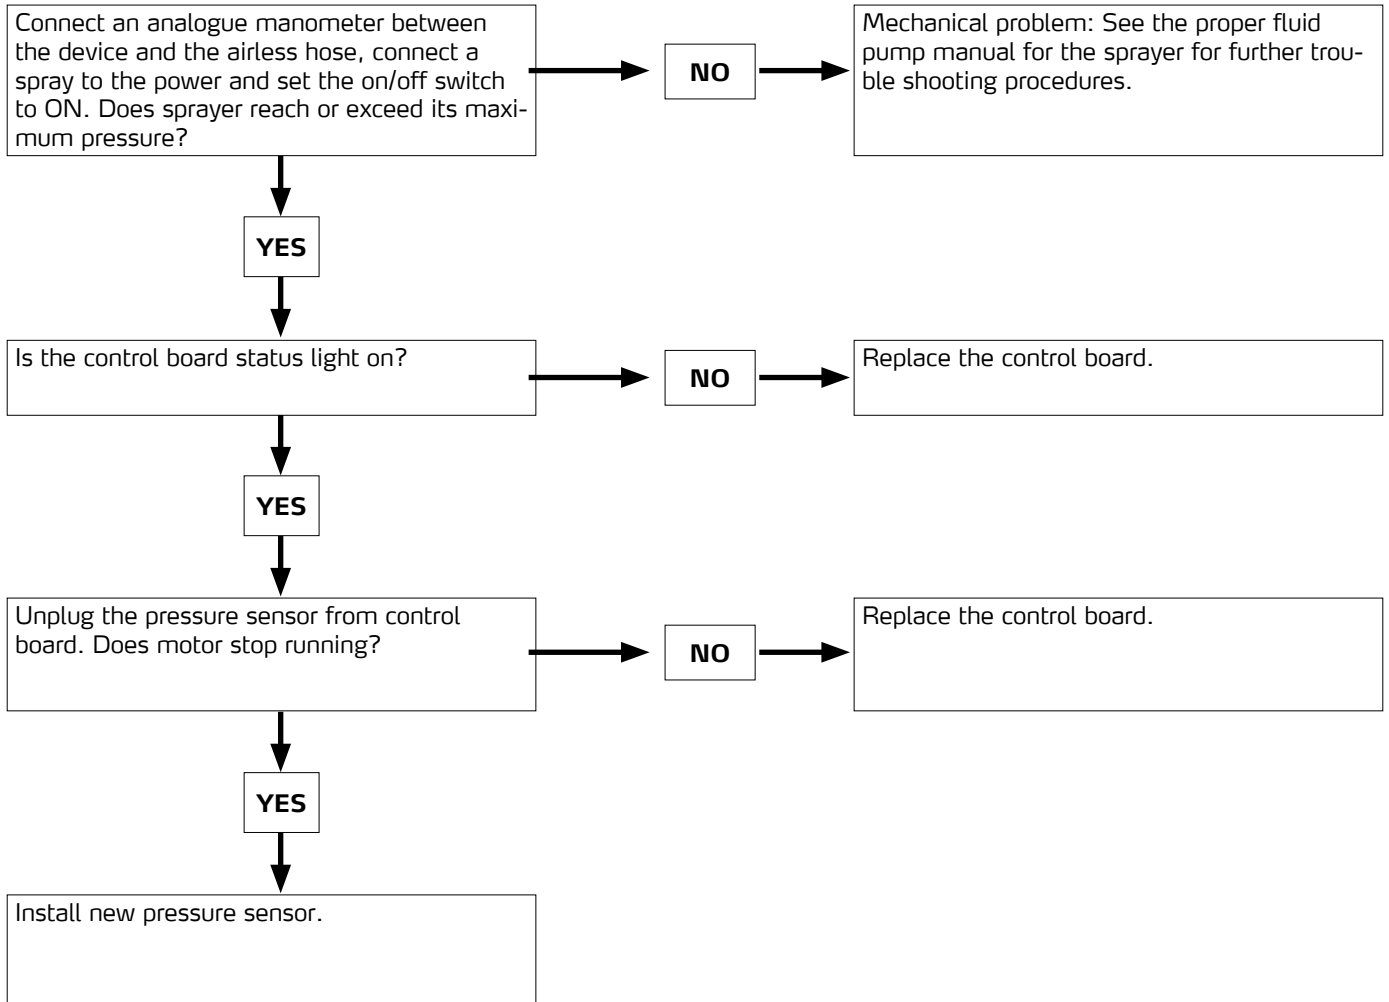 Connect an analogue manometer between
the device and the airless hose, connect a
spray to the power and set the on/off switch
to ON. Does sprayer reach or exceed its maxi-
mum pressure?
NO
Mechanical problem: See the proper fluid
pump manual for the sprayer for further trou-
ble shooting procedures.
YES
Is the control board status light on?
NO
Replace the control board.
YES
Unplug the pressure sensor from control
board. Does motor stop running?
NO
Replace the control board.
YES
Install new pressure sensor.